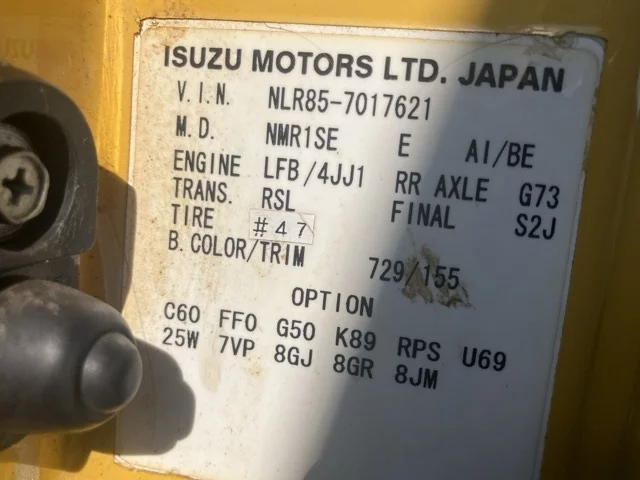 ISUZU MOTORS LTD. JAPAN
V.I.N. NLR85-7017621
M.D. NMR1SE E AI/BE
ENGINE LFB/4JJ1 RR AXLE G73
TRANS. RSL FINAL S2J
TIRE #47
B.COLOR/TRIM 729/155
OPTION
C60 FF0 G50 K89 RPS U69
25W 7VP 8GJ 8GR 8JM